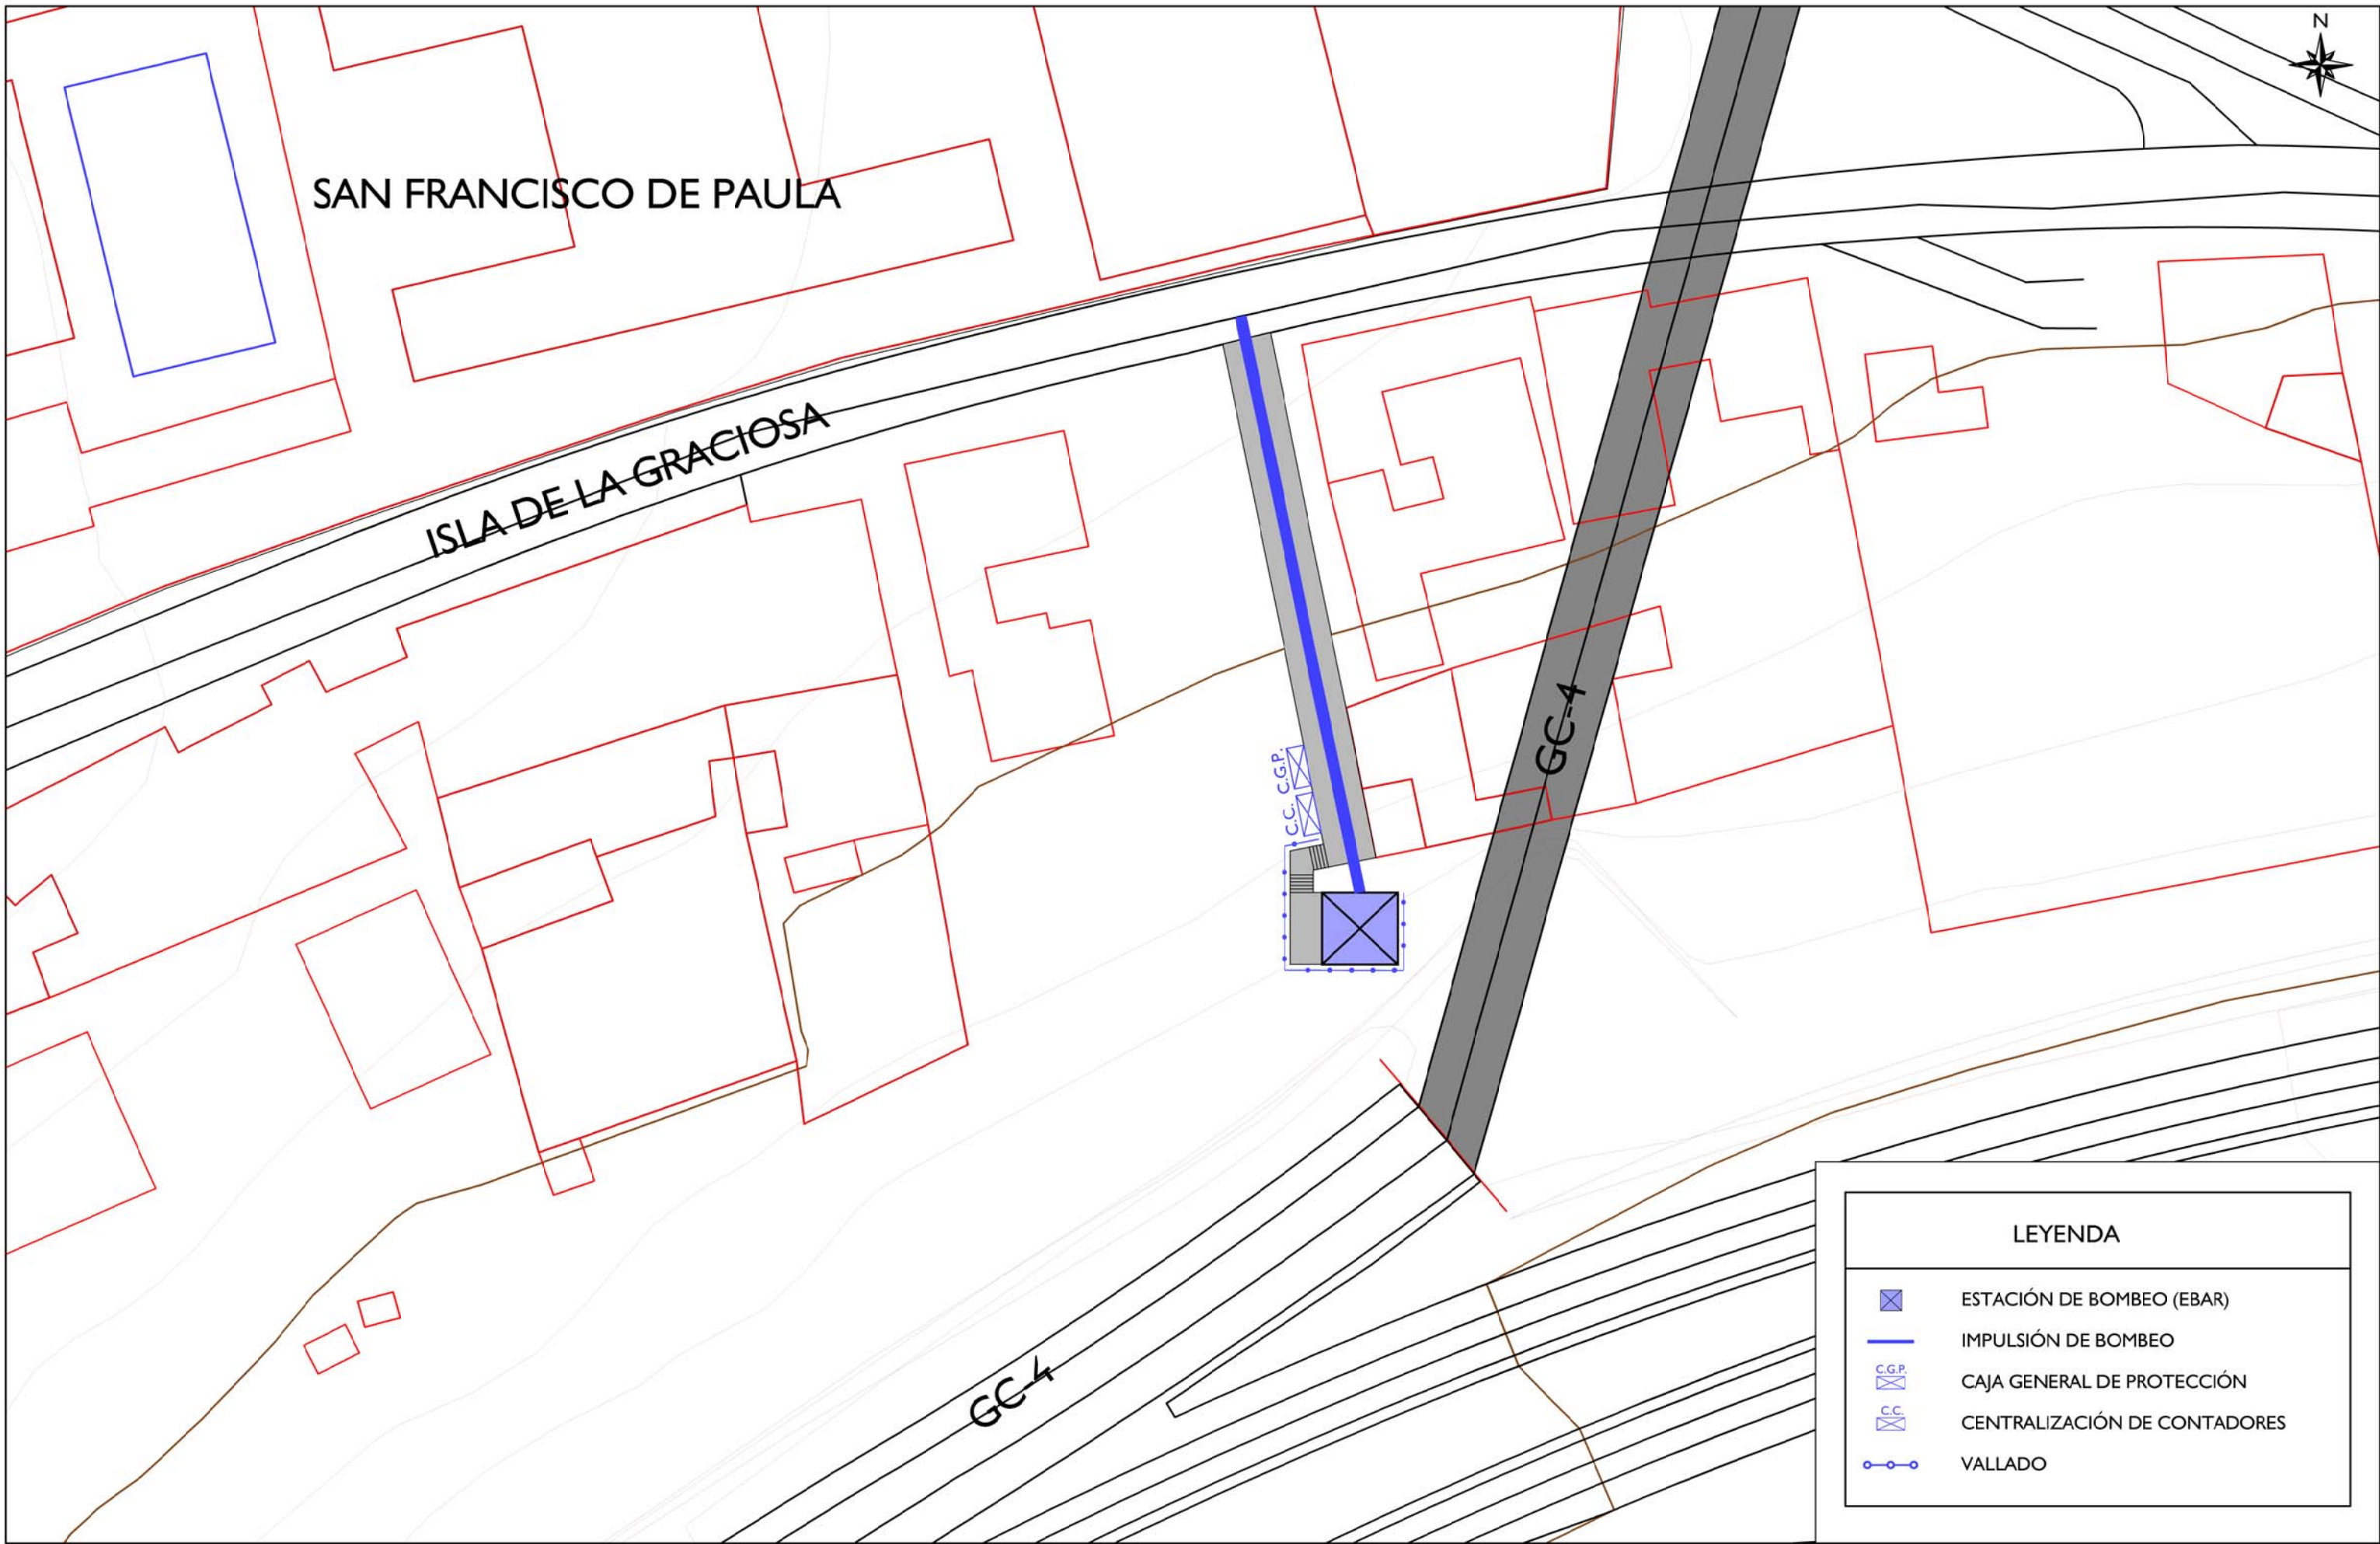 N
SAN FRANCISCO DE PAULA
ISLA DE LA GRACIOSA
GC-4
C.G.P.
C.C.
GC-4
LEYENDA
ESTACIÓN DE BOMBEO (EBAR)
IMPULSIÓN DE BOMBEO
C.G.P.
CAJA GENERAL DE PROTECCIÓN
C.C.
CENTRALIZACIÓN DE CONTADORES
VALLADO